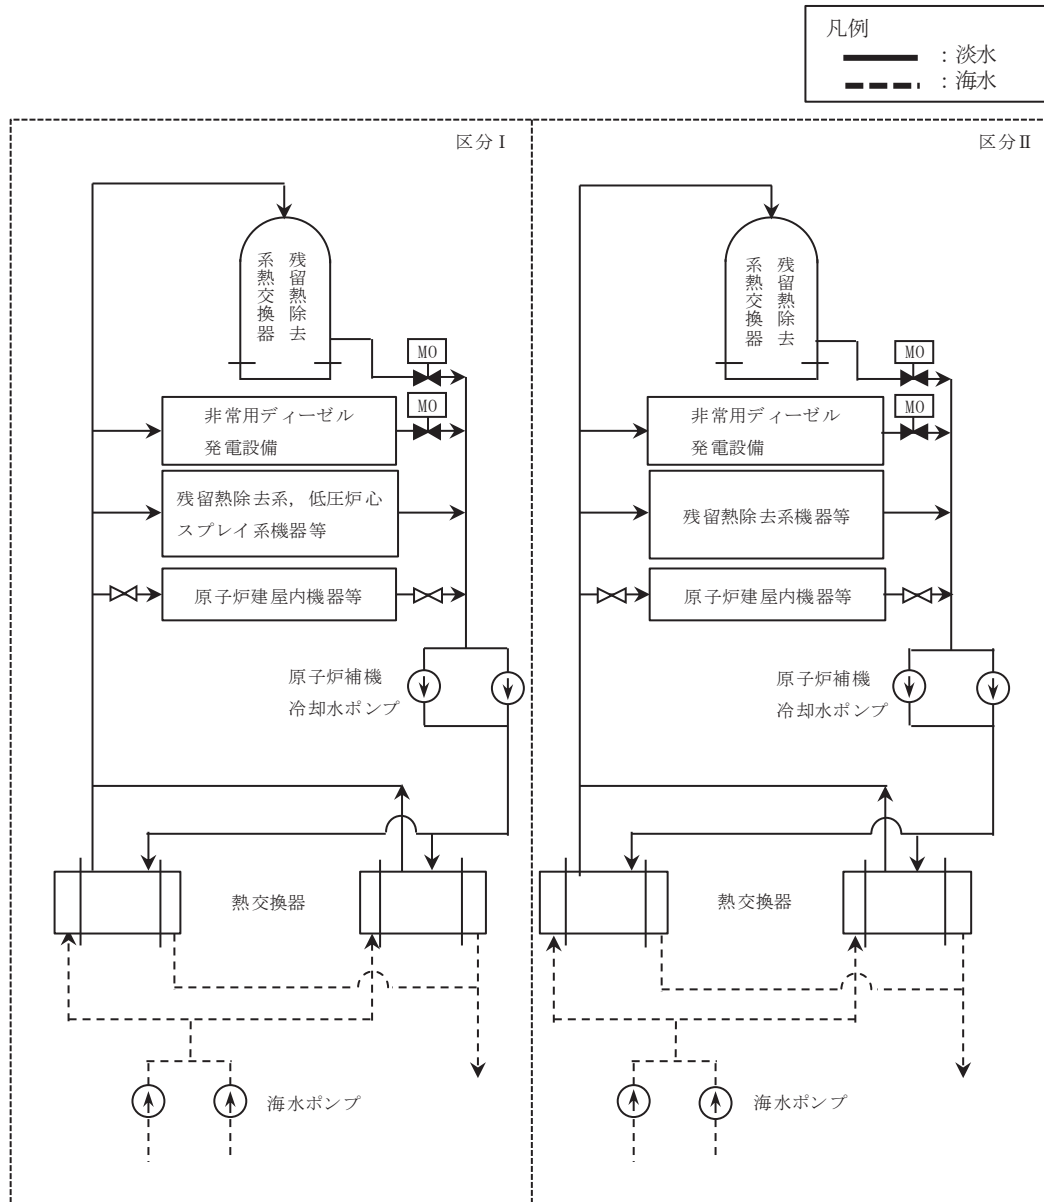 凡例
：淡水
：海水
区分Ⅰ
残留熱除去
系熱交換器
MO
MO
非常用ディーゼル
発電設備
残留熱除去系，低圧炉心
スプレイ系機器等
原子炉建屋内機器等
原子炉補機
冷却水ポンプ
熱交換器
海水ポンプ
区分Ⅱ
残留熱除去
系熱交換器
MO
MO
非常用ディーゼル
発電設備
残留熱除去系機器等
原子炉建屋内機器等
原子炉補機
冷却水ポンプ
熱交換器
海水ポンプ